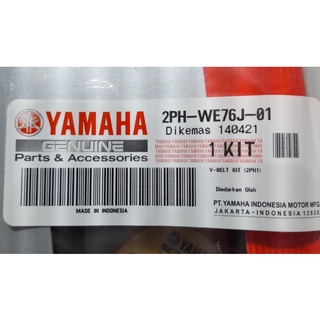 YAMAHA
GENUINE
Parts & Accessories
2PH-WE76J-01
Dikemas 140421
1 KIT
V-BELT KIT (2PH1)
Diedarkan Oleh
MADE IN INDONESIA
PT. YAMAHA INDONESIA MOTOR MFG.
JAKARTA-INDONESIA